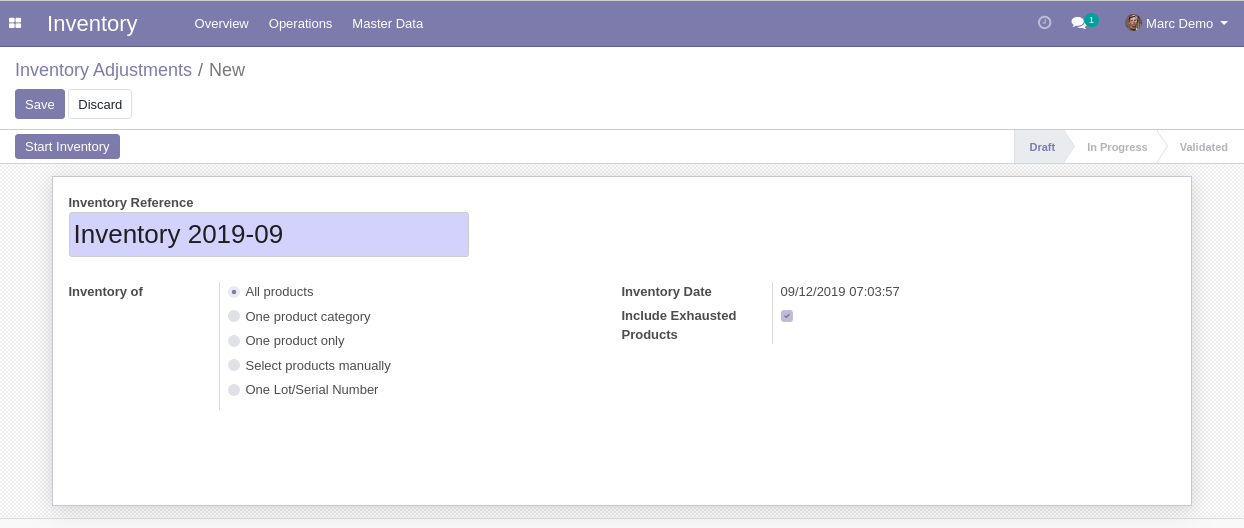 Inventory Overview Operations Master Data 1 Marc Demo
Inventory Adjustments / New
Save Discard
Start Inventory Draft In Progress Validated
Inventory Reference
Inventory 2019-09
Inventory of All products Inventory Date 09/12/2019 07:03:57
One product category Include Exhausted
Products
One product only
Select products manually
One Lot/Serial Number